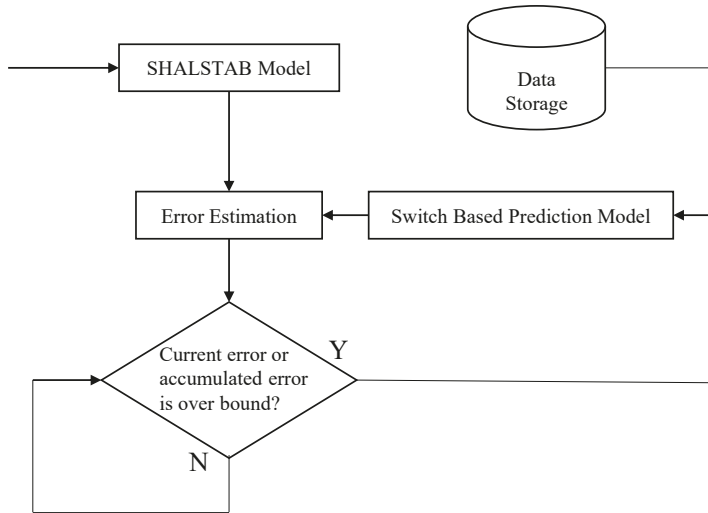 SHALSTAB Model
Data
Storage
Error Estimation
Switch Based Prediction Model
Current error or
accumulated error
is over bound?
Y
N